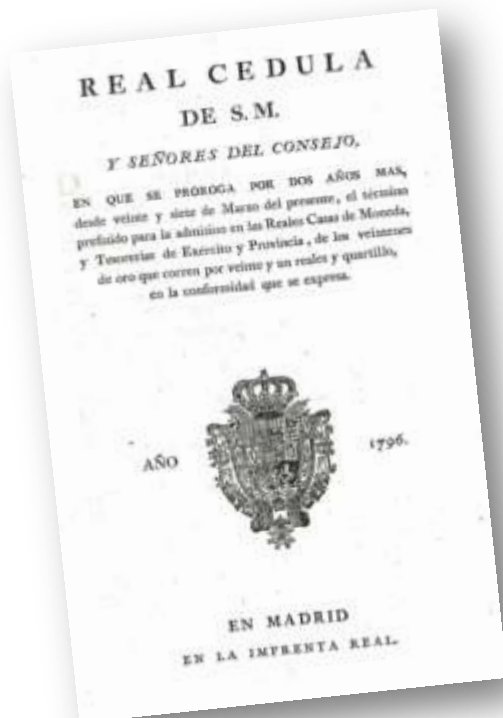 REAL CEDULA
DE S. M.
Y SEÑORES DEL CONSEJO,
EN QUE SE PROROGA POR DOS AÑOS MAS,
desde veinte y siete de Marzo del presente, el término
prefinido para la admision en las Reales Casas de Moneda,
y Tesorerías de Exército y Provincia, de los veintenes
de oro que corren por veinte y un reales y quartillo,
en la conformidad que se expresa.
AÑO 1796.
EN MADRID
EN LA IMPRENTA REAL.